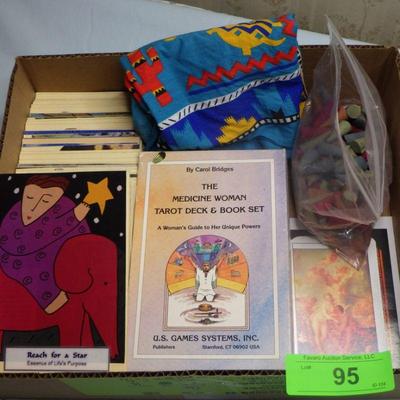 By Carol Bridges
THE
MEDICINE WOMAN
TAROT DECK & BOOK SET
A Woman's Guide to Her Unique Powers
U.S. GAMES SYSTEMS, INC.
Publishers Stamford, CT 06902 USA
Reach for a Star
Essence of Life's Purpose
Favaro Auction Service, LLC
Lot#
95